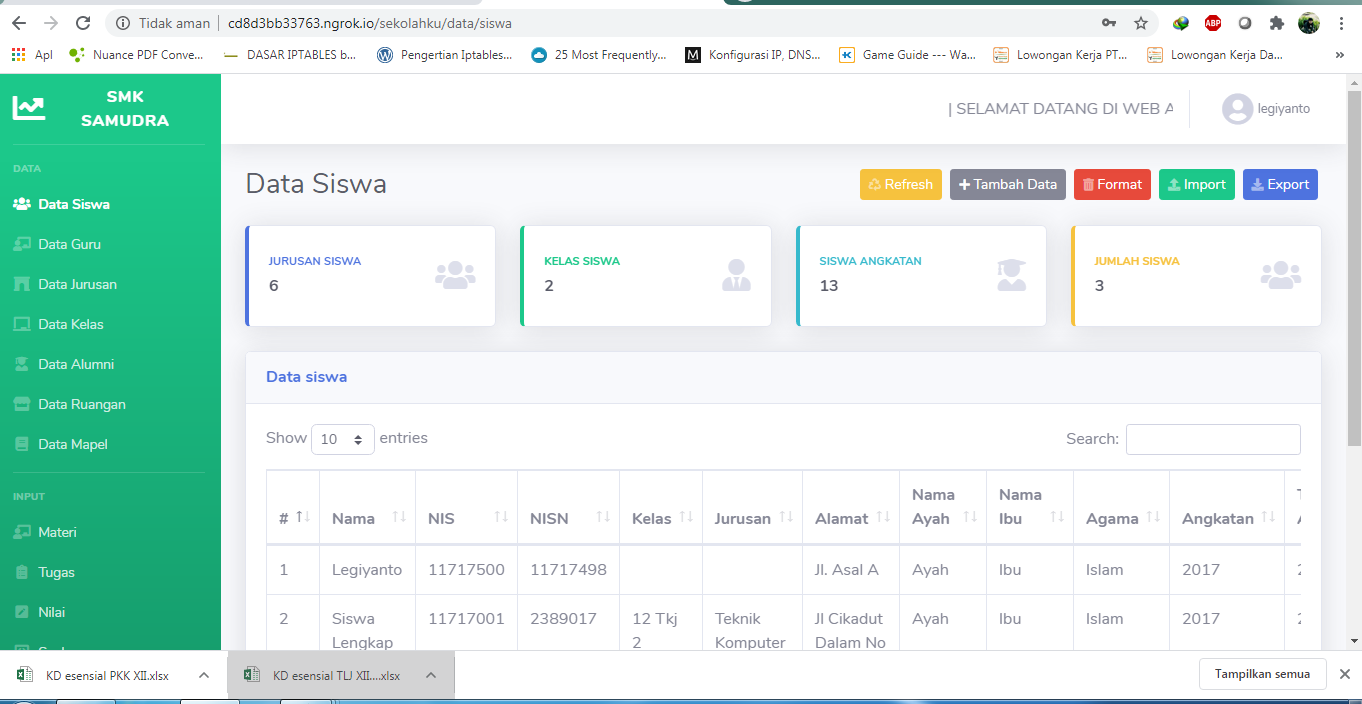 Tidak aman | cd8d3bb33763.ngrok.io/sekolahku/data/siswa
ABP
Apl
Nuance PDF Conve...
DASAR IPTABLES b...
Pengertian Iptables...
25 Most Frequently...
Konfigurasi IP, DNS...
Game Guide --- Wa...
Lowongan Kerja PT...
Lowongan Kerja Da...
»
SMK
SAMUDRA
| SELAMAT DATANG DI WEB A
legiyanto
DATA
Data Siswa
Data Guru
Data Jurusan
Data Kelas
Data Alumni
Data Ruangan
Data Mapel
INPUT
Materi
Tugas
Nilai
Data Siswa
Refresh
+ Tambah Data
Format
Import
Export
JURUSAN SISWA
6
KELAS SISWA
2
SISWA ANGKATAN
13
JUMLAH SISWA
3
Data siswa
Show 10 entries
Search:
# Nama NIS NISN Kelas Jurusan Alamat Nama Ayah Nama Ibu Agama Angkatan
1 Legiyanto 11717500 11717498 Jl. Asal A Ayah Ibu Islam 2017
2 Siswa 11717001 2389017 12 Tkj Teknik Jl Cikadut Ayah Ibu Islam 2017
Lengkap 2 Komputer Dalam No
KD esensial PKK XII.xlsx
KD esensial TLJ XII....xlsx
Tampilkan semua